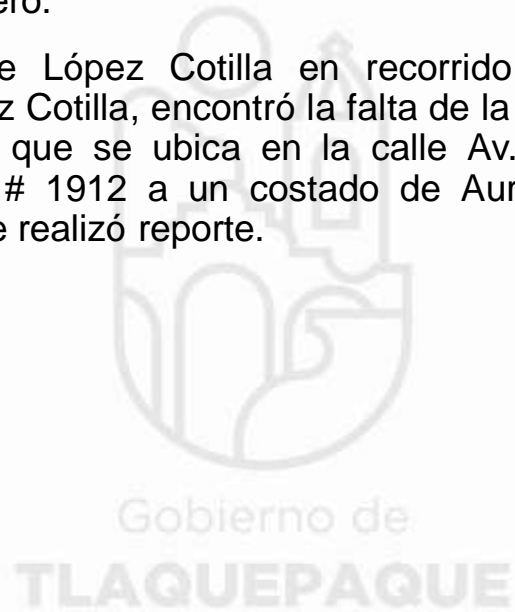 ero.
e López Cotilla en recorrido
z Cotilla, encontró la falta de la
que se ubica en la calle Av.
# 1912 a un costado de Aur
e realizó reporte.
Gobierno de
TLAQUEPAQUE